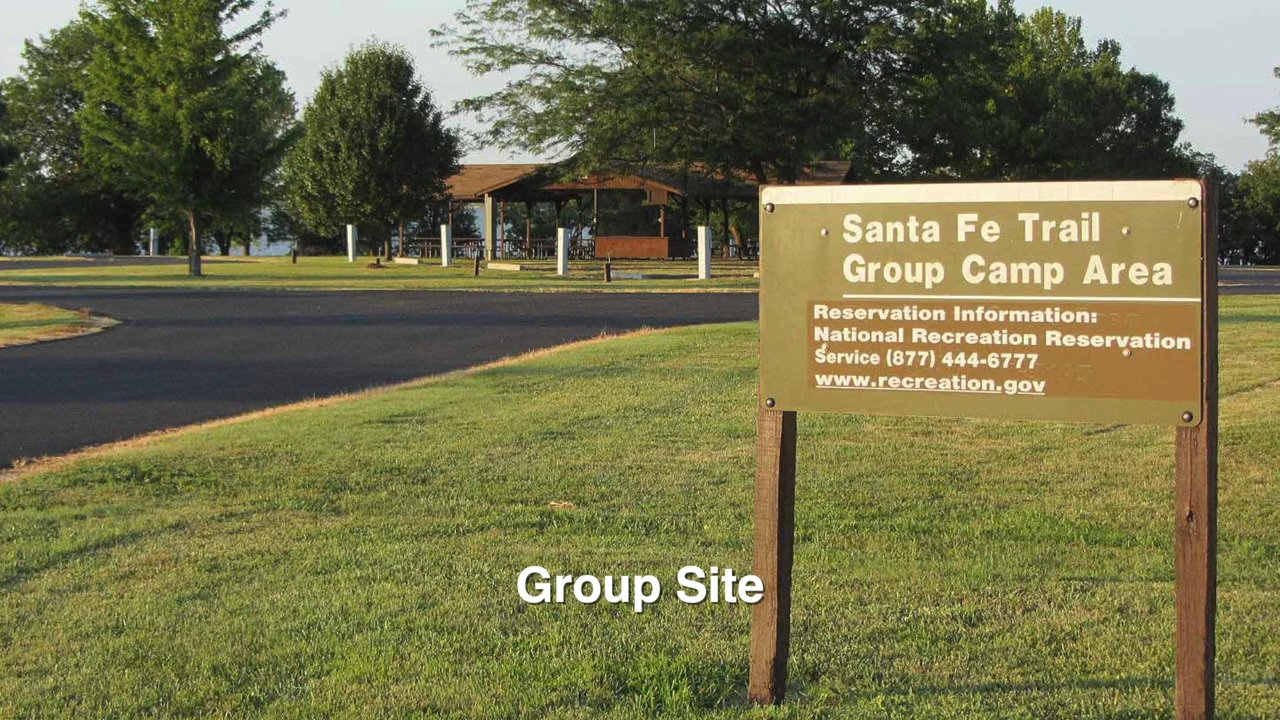 Santa Fe Trail
Group Camp Area
Reservation Information:
National Recreation Reservation
Service (877) 444-6777
www.recreation.gov
Group Site